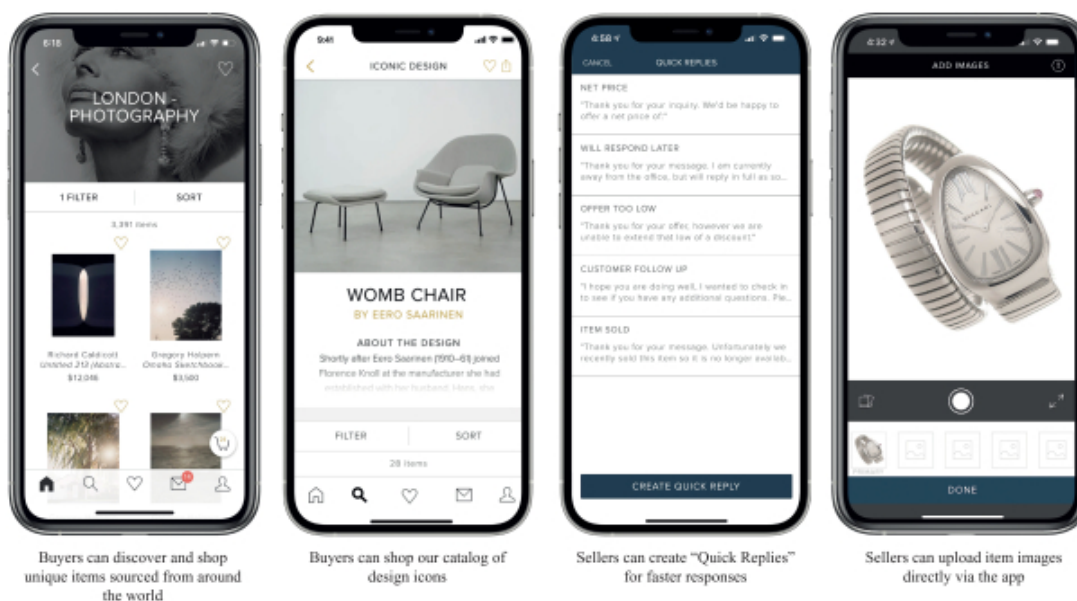 6:18
LONDON -
PHOTOGRAPHY
1 FILTER SORT
3,391 items
Richard Caldicott Gregory Halpern
Untitled 213 (Abstra... Omaha Sketchbook...
$12,046 $3,500
Buyers can discover and shop
unique items sourced from around
the world
9:41
ICONIC DESIGN
WOMB CHAIR
BY EERO SAARINEN
ABOUT THE DESIGN
Shortly after Eero Saarinen (1910–61) joined
Florence Knoll at the manufacturer she had
established with her husband, Hans, she
FILTER SORT
28 items
Buyers can shop our catalog of
design icons
4:58
CANCEL QUICK REPLIES
NET PRICE
"Thank you for your inquiry. We'd be happy to
offer a net price of:"
WILL RESPOND LATER
"Thank you for your message. I am currently
away from the office, but will reply in full as so...
OFFER TOO LOW
"Thank you for your offer, however we are
unable to extend that low of a discount."
CUSTOMER FOLLOW UP
"I hope you are doing well, I wanted to check in
to see if you have any additional questions. Ple...
ITEM SOLD
"Thank you for your message. Unfortunately we
recently sold this item so it is no longer availab...
CREATE QUICK REPLY
Sellers can create “Quick Replies”
for faster responses
4:32
ADD IMAGES
BVLGARI
DONE
Sellers can upload item images
directly via the app